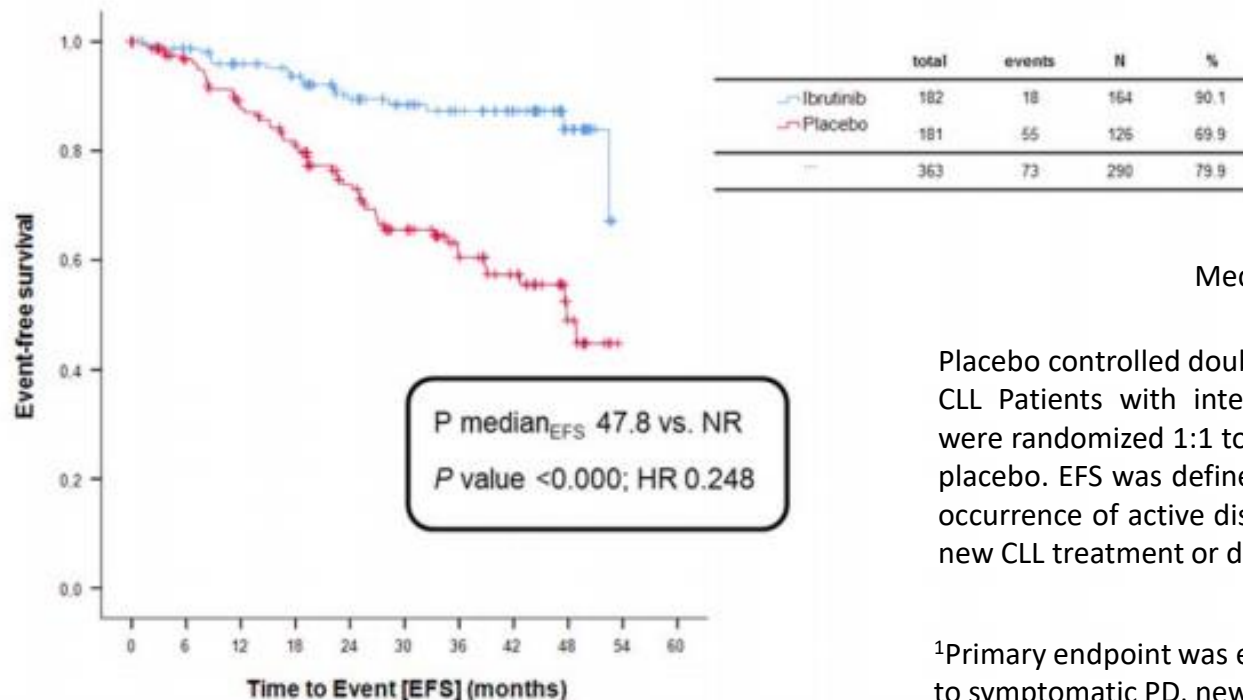 1.0
0.8
0.6
0.4
0.2
0.0
Event-free survival
0 6 12 18 24 30 36 42 48 54 60
Time to Event [EFS] (months)
P medianEFS 47.8 vs. NR
P value <0.000; HR 0.248
total events N %
Ibrutinib 182 18 164 90.1
Placebo 181 55 126 69.9
363 73 290 79.9
Med
Placebo controlled doub
CLL Patients with inte
were randomized 1:1 to
placebo. EFS was define
occurrence of active dis
new CLL treatment or d
1Primary endpoint was e
to symptomatic PD, new